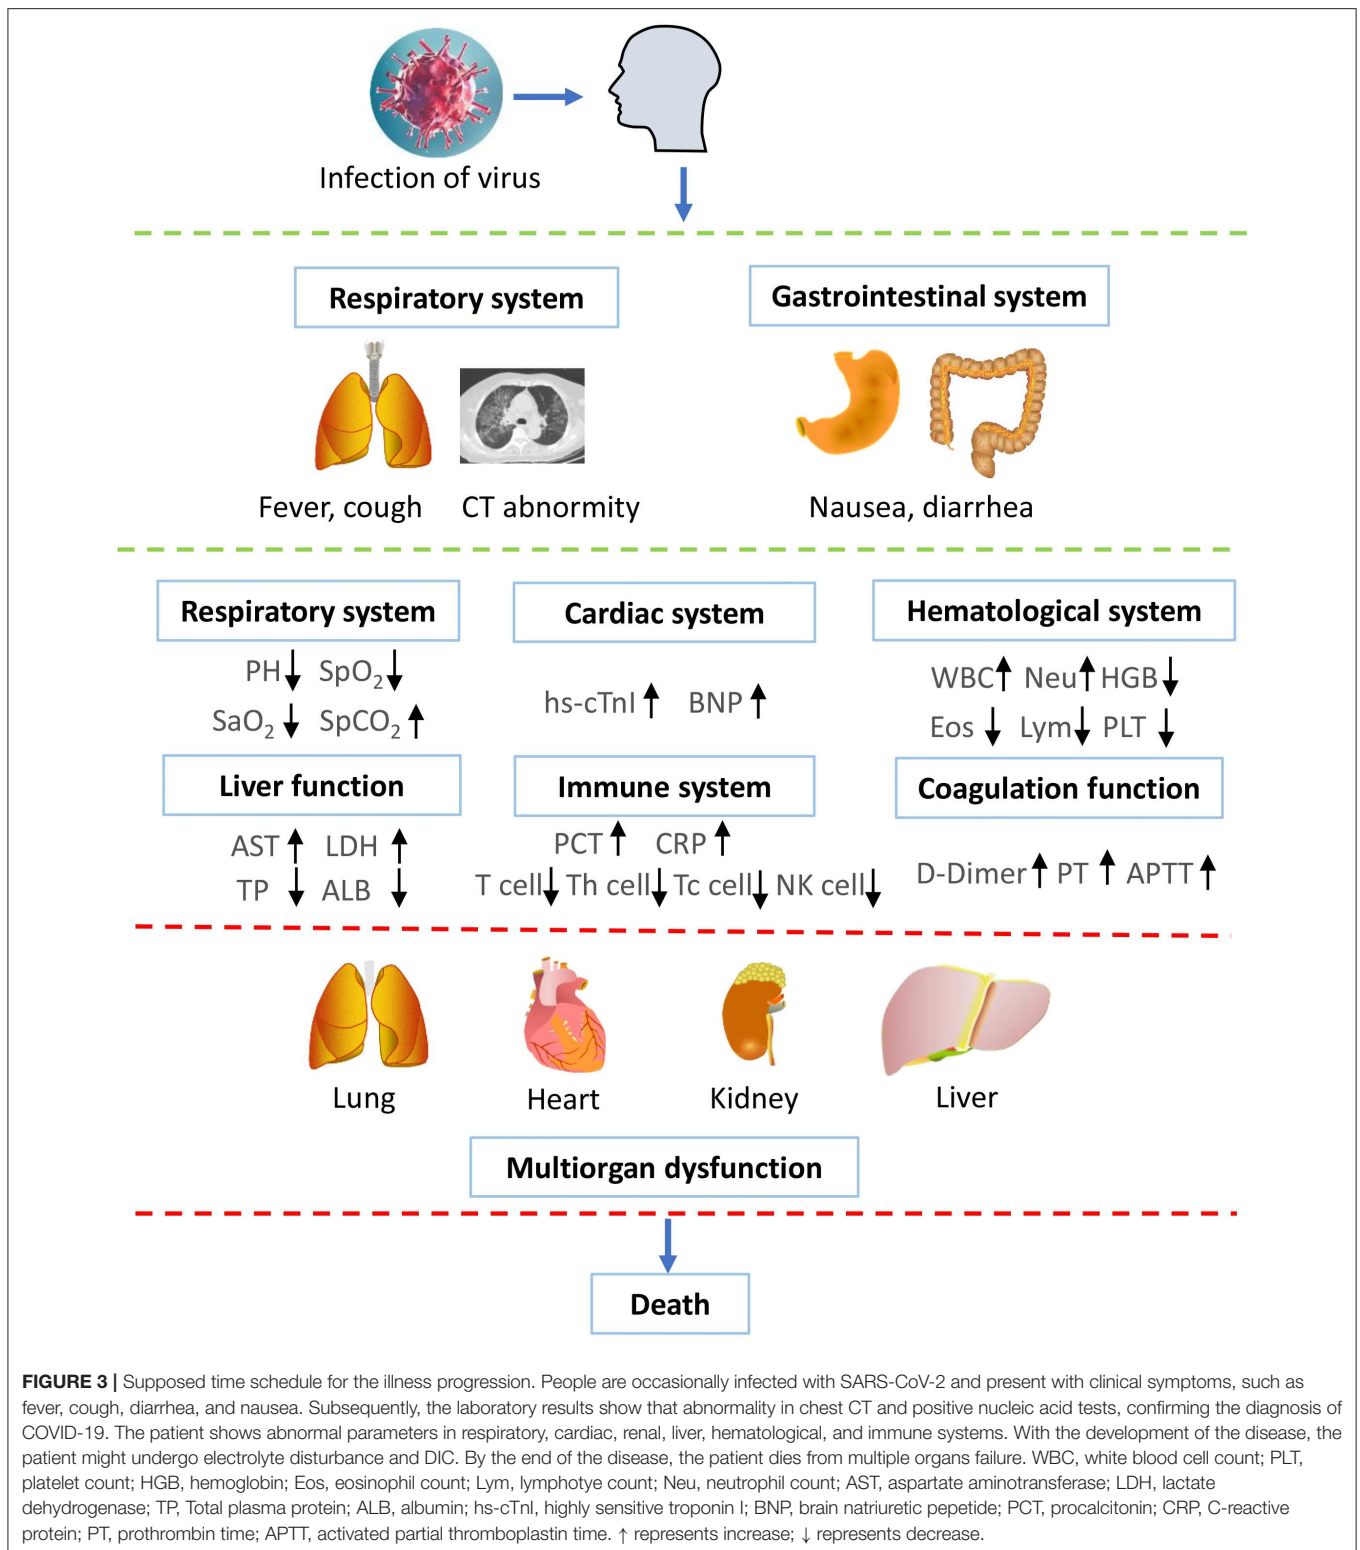 Infection of virus
Respiratory system
Gastrointestinal system
Fever, cough
CT abnormity
Nausea, diarrhea
Respiratory system
Cardiac system
Hematological system
PH↓ SpO₂↓
SaO₂↓ SpCO₂↑
hs-cTnI↑ BNP↑
WBC↑ Neu↑ HGB↓
Eos↓ Lym↓ PLT↓
Liver function
Immune system
Coagulation function
AST↑ LDH↑
TP↓ ALB↓
PCT↑ CRP↑
T cell↓ Th cell↓ Tc cell↓ NK cell↓
D-Dimer↑ PT↑ APTT↑
Lung
Heart
Kidney
Liver
Multiorgan dysfunction
Death
FIGURE 3 | Supposed time schedule for the illness progression. People are occasionally infected with SARS-CoV-2 and present with clinical symptoms, such as
fever, cough, diarrhea, and nausea. Subsequently, the laboratory results show that abnormality in chest CT and positive nucleic acid tests, confirming the diagnosis of
COVID-19. The patient shows abnormal parameters in respiratory, cardiac, renal, liver, hematological, and immune systems. With the development of the disease, the
patient might undergo electrolyte disturbance and DIC. By the end of the disease, the patient dies from multiple organs failure. WBC, white blood cell count; PLT,
platelet count; HGB, hemoglobin; Eos, eosinophil count; Lym, lymphotye count; Neu, neutrophil count; AST, aspartate aminotransferase; LDH, lactate
dehydrogenase; TP, Total plasma protein; ALB, albumin; hs-cTnI, highly sensitive troponin I; BNP, brain natriuretic pepetide; PCT, procalcitonin; CRP, C-reactive
protein; PT, prothrombin time; APTT, activated partial thromboplastin time. ↑ represents increase; ↓ represents decrease.